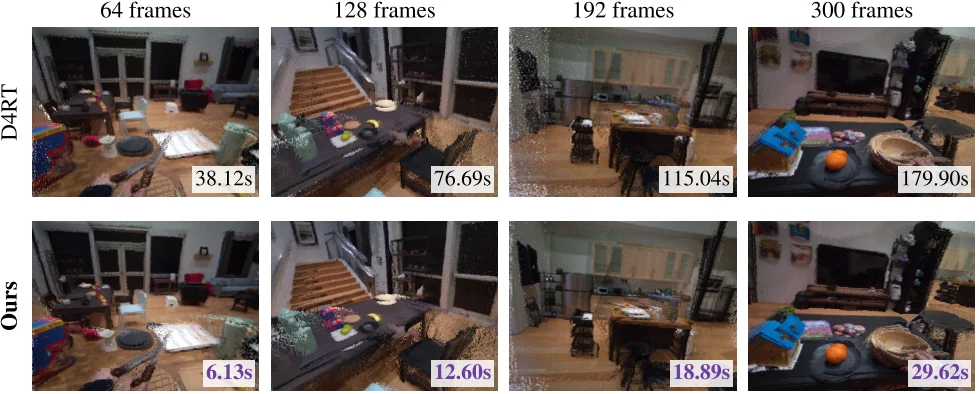 64 frames 128 frames 192 frames 300 frames
D4RT
38.12s 76.69s 115.04s 179.90s
Ours
6.13s 12.60s 18.89s 29.62s